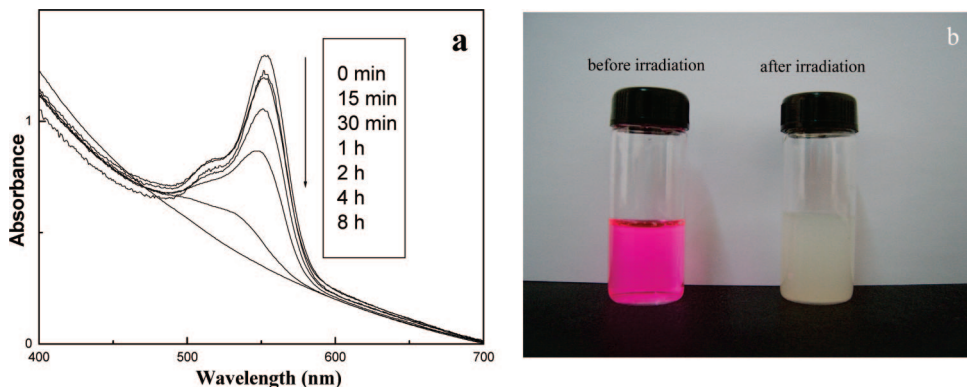 a
0 min
15 min
30 min
1 h
2 h
4 h
8 h
1
0
400
500
600
700
Absorbance
Wavelength (nm)
b
before irradiation
after irradiation